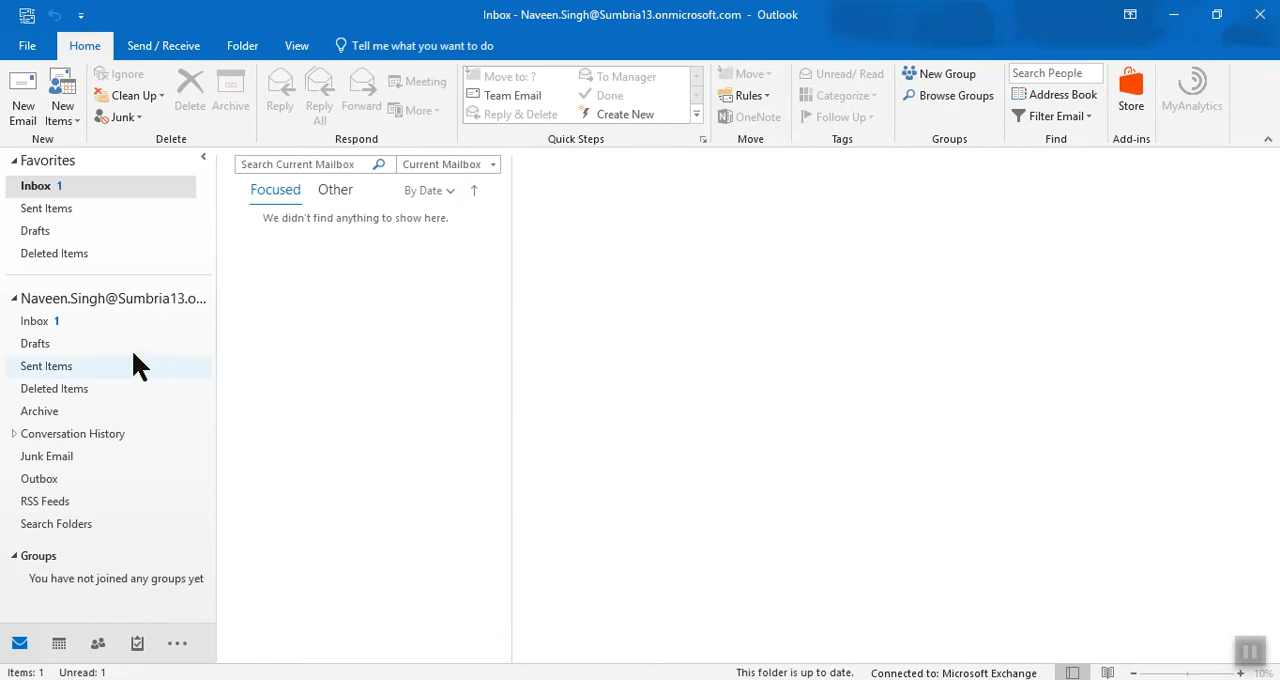 Inbox - Naveen.Singh@Sumbria13.onmicrosoft.com - Outlook
File Home Send / Receive Folder View Tell me what you want to do
New Email
New Items
New
Ignore
Clean Up
Junk
Delete
Archive
Delete
Reply
Reply All
Forward
Meeting
More
Respond
Move to: ?
Team Email
Reply & Delete
To Manager
Done
Create New
Quick Steps
Move
Rules
OneNote
Move
Unread/ Read
Categorize
Follow Up
Tags
New Group
Browse Groups
Groups
Search People
Address Book
Filter Email
Find
Store
Add-ins
MyAnalytics
Favorites
Inbox 1
Sent Items
Drafts
Deleted Items
Naveen.Singh@Sumbria13.o...
Inbox 1
Drafts
Sent Items
Deleted Items
Archive
Conversation History
Junk Email
Outbox
RSS Feeds
Search Folders
Groups
You have not joined any groups yet
Search Current Mailbox Current Mailbox
Focused Other By Date
We didn't find anything to show here.
Items: 1 Unread: 1 This folder is up to date. Connected to: Microsoft Exchange 10%